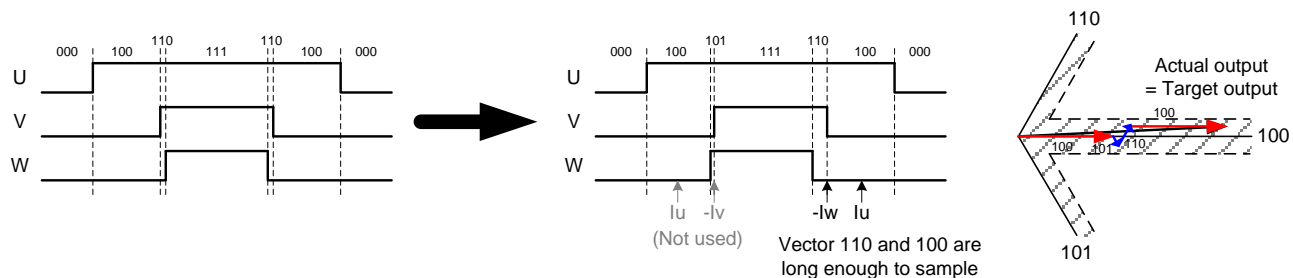 110 110
000 100 111 100 000
U
V
W
101 110
000 100 111 100 000
U
V
W
Iu -Iv -Iw Iu
(Not used)
Vector 110 and 100 are
long enough to sample
110
Actual output
= Target output
100
100
100 101 110
101